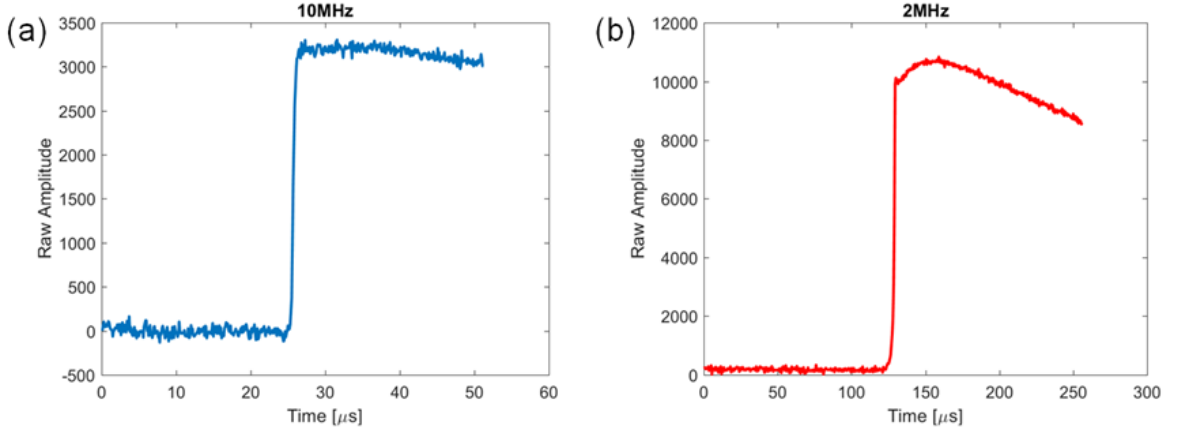 (a)
10MHz
3500
3000
2500
2000
1500
1000
500
0
-500
0 10 20 30 40 50 60
Raw Amplitude
Time [μs]
(b)
2MHz
12000
10000
8000
6000
4000
2000
0
0 50 100 150 200 250 300
Raw Amplitude
Time [μs]